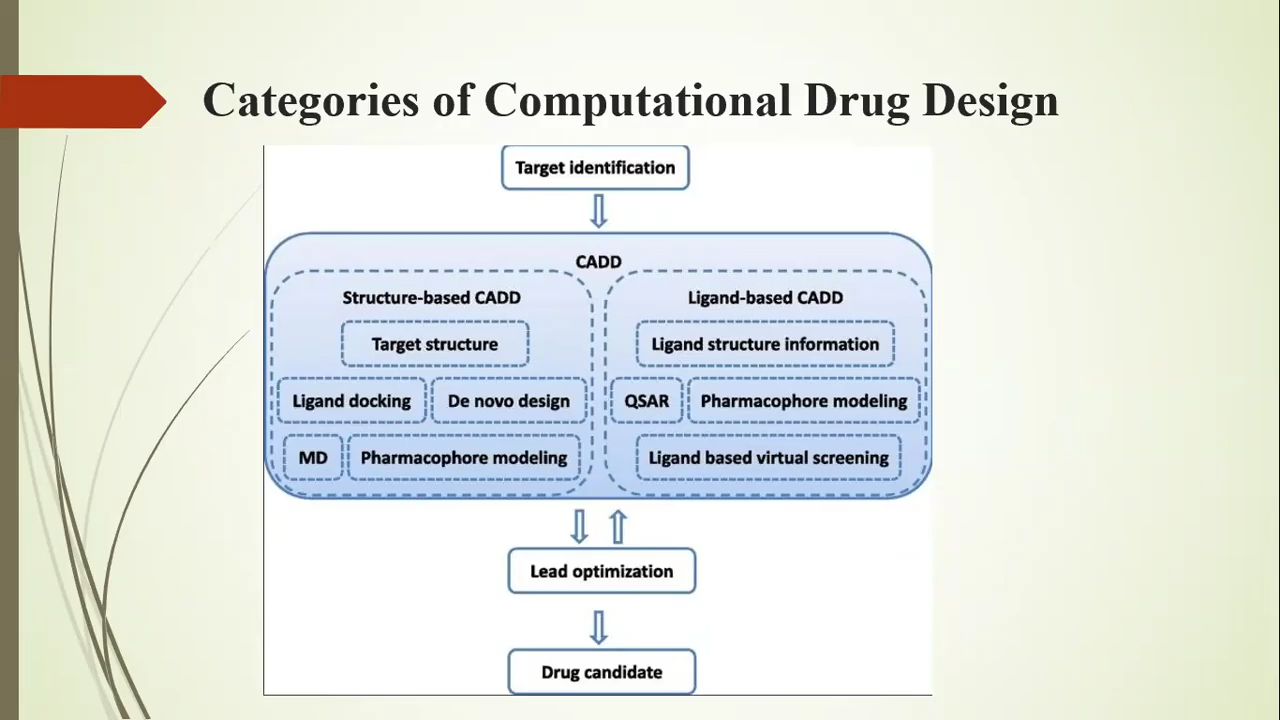 Categories of Computational Drug Design
Target identification
CADD
Structure-based CADD
Target structure
Ligand docking
De novo design
MD
Pharmacophore modeling
Ligand-based CADD
Ligand structure information
QSAR
Pharmacophore modeling
Ligand based virtual screening
Lead optimization
Drug candidate